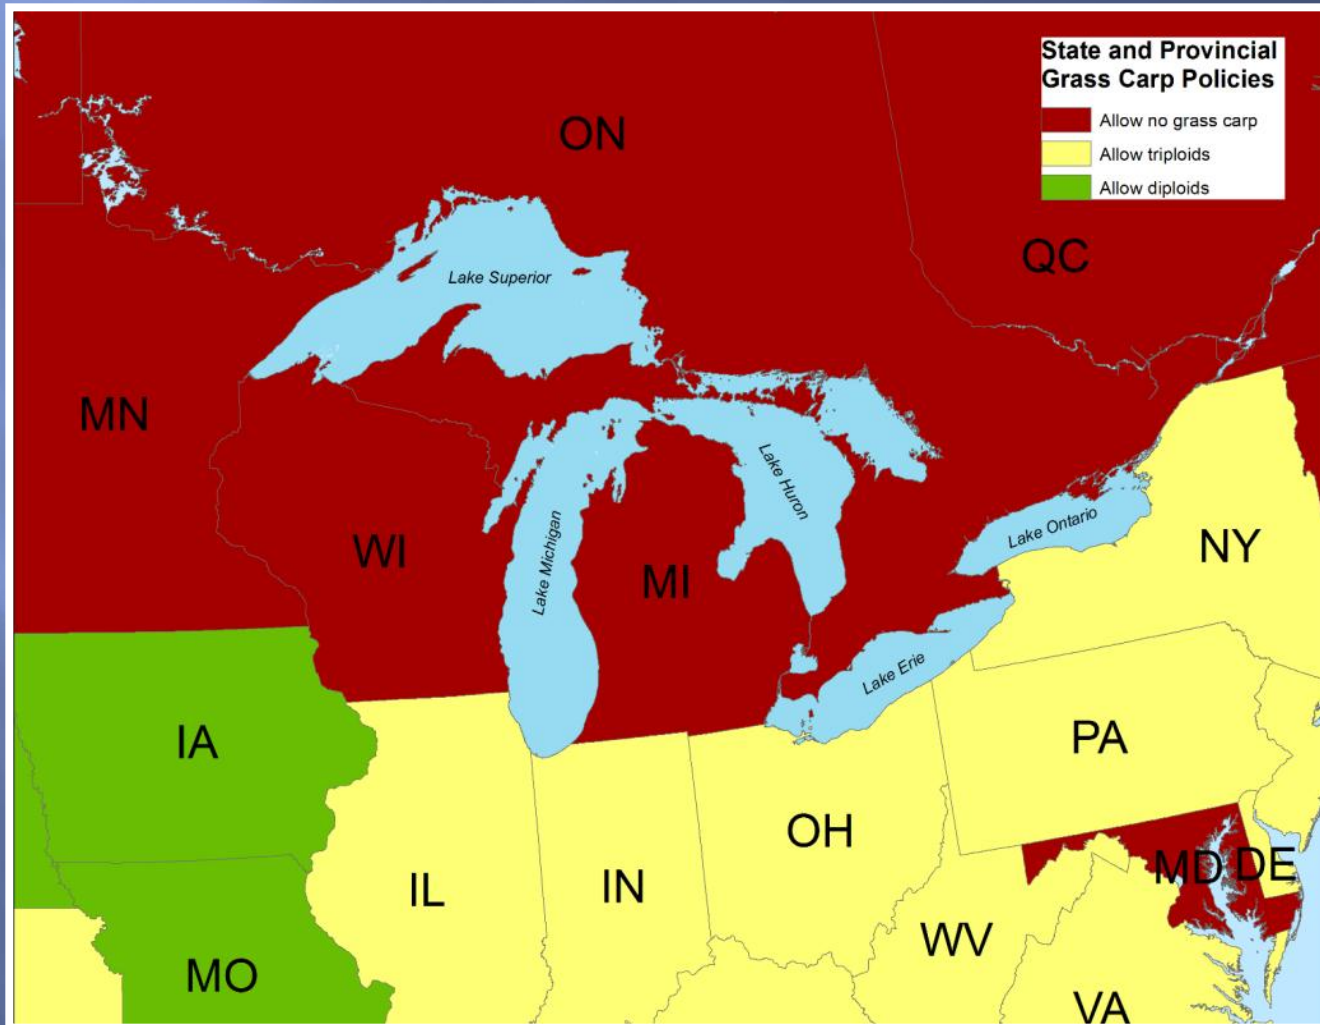 State and Provincial
Grass Carp Policies
Allow no grass carp
Allow triploids
Allow diploids
ON
QC
Lake Superior
MN
Lake Huron
Lake Ontario
WI
Lake Michigan
MI
NY
Lake Erie
IA
PA
OH
MD
DE
IL
IN
WV
MO
VA